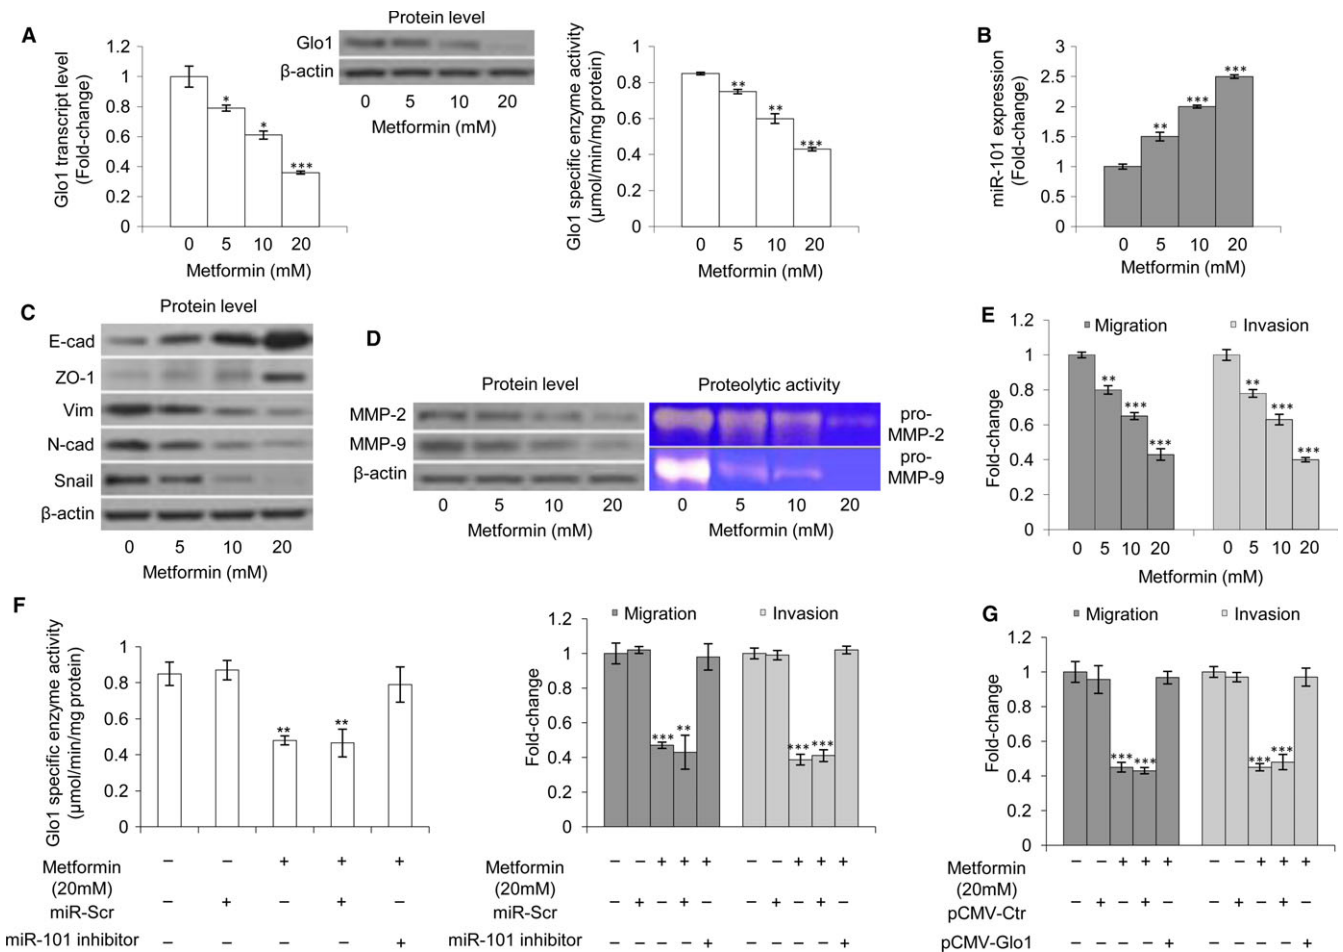 A
Glo1 transcript level
(Fold-change)
1.2
1
0.8
0.6
0.4
0.2
0
*
*
***
0 5 10 20
Metformin (mM)
Protein level
Glo1
β-actin
0 5 10 20
Metformin (mM)
Glo1 specific enzyme activity
(μmol/min/mg protein)
1
0.8
0.6
0.4
0.2
0
**
**
***
0 5 10 20
Metformin (mM)
B
miR-101 expression
(Fold-change)
3
2.5
2
1.5
1
0.5
0
**
***
***
0 5 10 20
Metformin (mM)
C
Protein level
E-cad
ZO-1
Vim
N-cad
Snail
β-actin
0 5 10 20
Metformin (mM)
D
Protein level
MMP-2
MMP-9
β-actin
0 5 10 20
Metformin (mM)
Proteolytic activity
pro-
MMP-2
pro-
MMP-9
0 5 10 20
Metformin (mM)
E
Migration Invasion
Fold-change
1.2
1
0.8
0.6
0.4
0.2
0
**
***
***
**
***
***
0 5 10 20 0 5 10 20
Metformin (mM)
F
Glo1 specific enzyme activity
(μmol/min/mg protein)
1
0.8
0.6
0.4
0.2
0
** **
Metformin
(20mM) – – + + +
miR-Scr – + – + –
miR-101 inhibitor – – – – +
Migration Invasion
Fold-change
1.2
1
0.8
0.6
0.4
0.2
0
*** ** *** ***
Metformin
(20mM) – – + + + – – + + +
miR-Scr – + – + – – + – + –
miR-101 inhibitor – – – – + – – – – +
G
Migration Invasion
Fold-change
1.2
1
0.8
0.6
0.4
0.2
0
*** *** *** ***
Metformin
(20mM) – – + + + – – + + +
pCMV-Ctr – + – + – – + – + –
pCMV-Glo1 – – – – + – – – – +